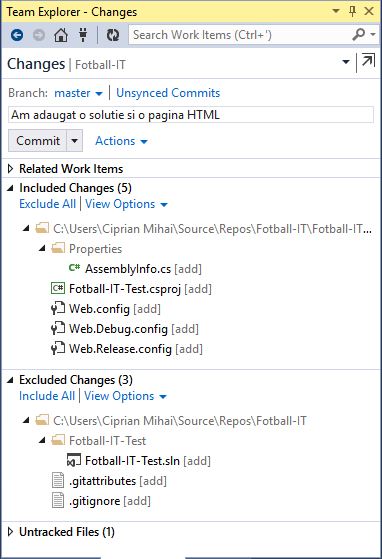 Team Explorer - Changes
Search Work Items (Ctrl+')
Changes | Fotball-IT
Branch: master Unsynced Commits
Am adaugat o solutie si o pagina HTML
Commit Actions
Related Work Items
Included Changes (5)
Exclude All | View Options
C:\Users\Ciprian Mihai\Source\Repos\Fotball-IT\Fotball-IT...
Properties
C# AssemblyInfo.cs [add]
C# Fotball-IT-Test.csproj [add]
Web.config [add]
Web.Debug.config [add]
Web.Release.config [add]
Excluded Changes (3)
Include All | View Options
C:\Users\Ciprian Mihai\Source\Repos\Fotball-IT
Fotball-IT-Test
Fotball-IT-Test.sln [add]
.gitattributes [add]
.gitignore [add]
Untracked Files (1)